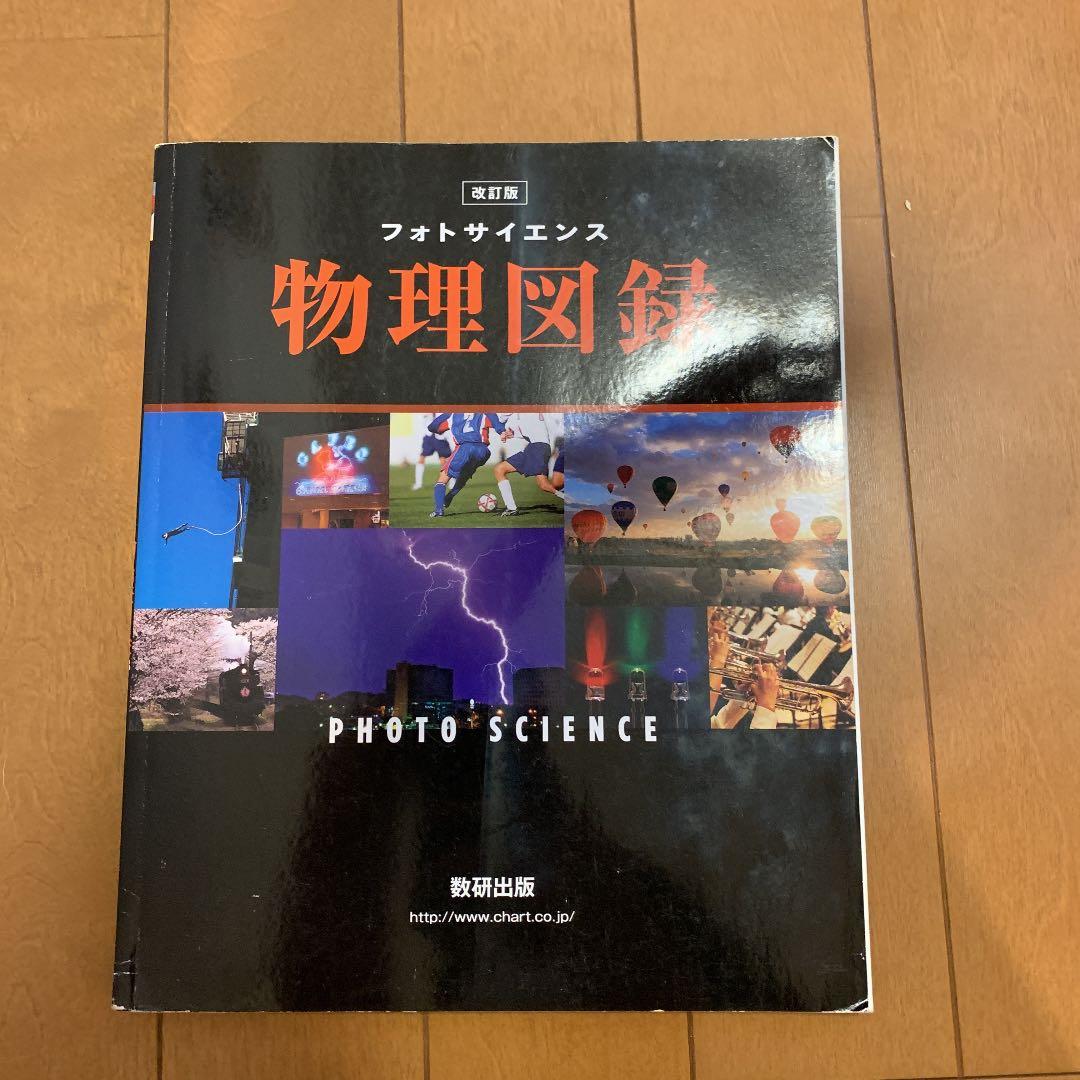 改訂版
フォトサイエンス
物理図録
PHOTO SCIENCE
数研出版
http://www.chart.co.jp/